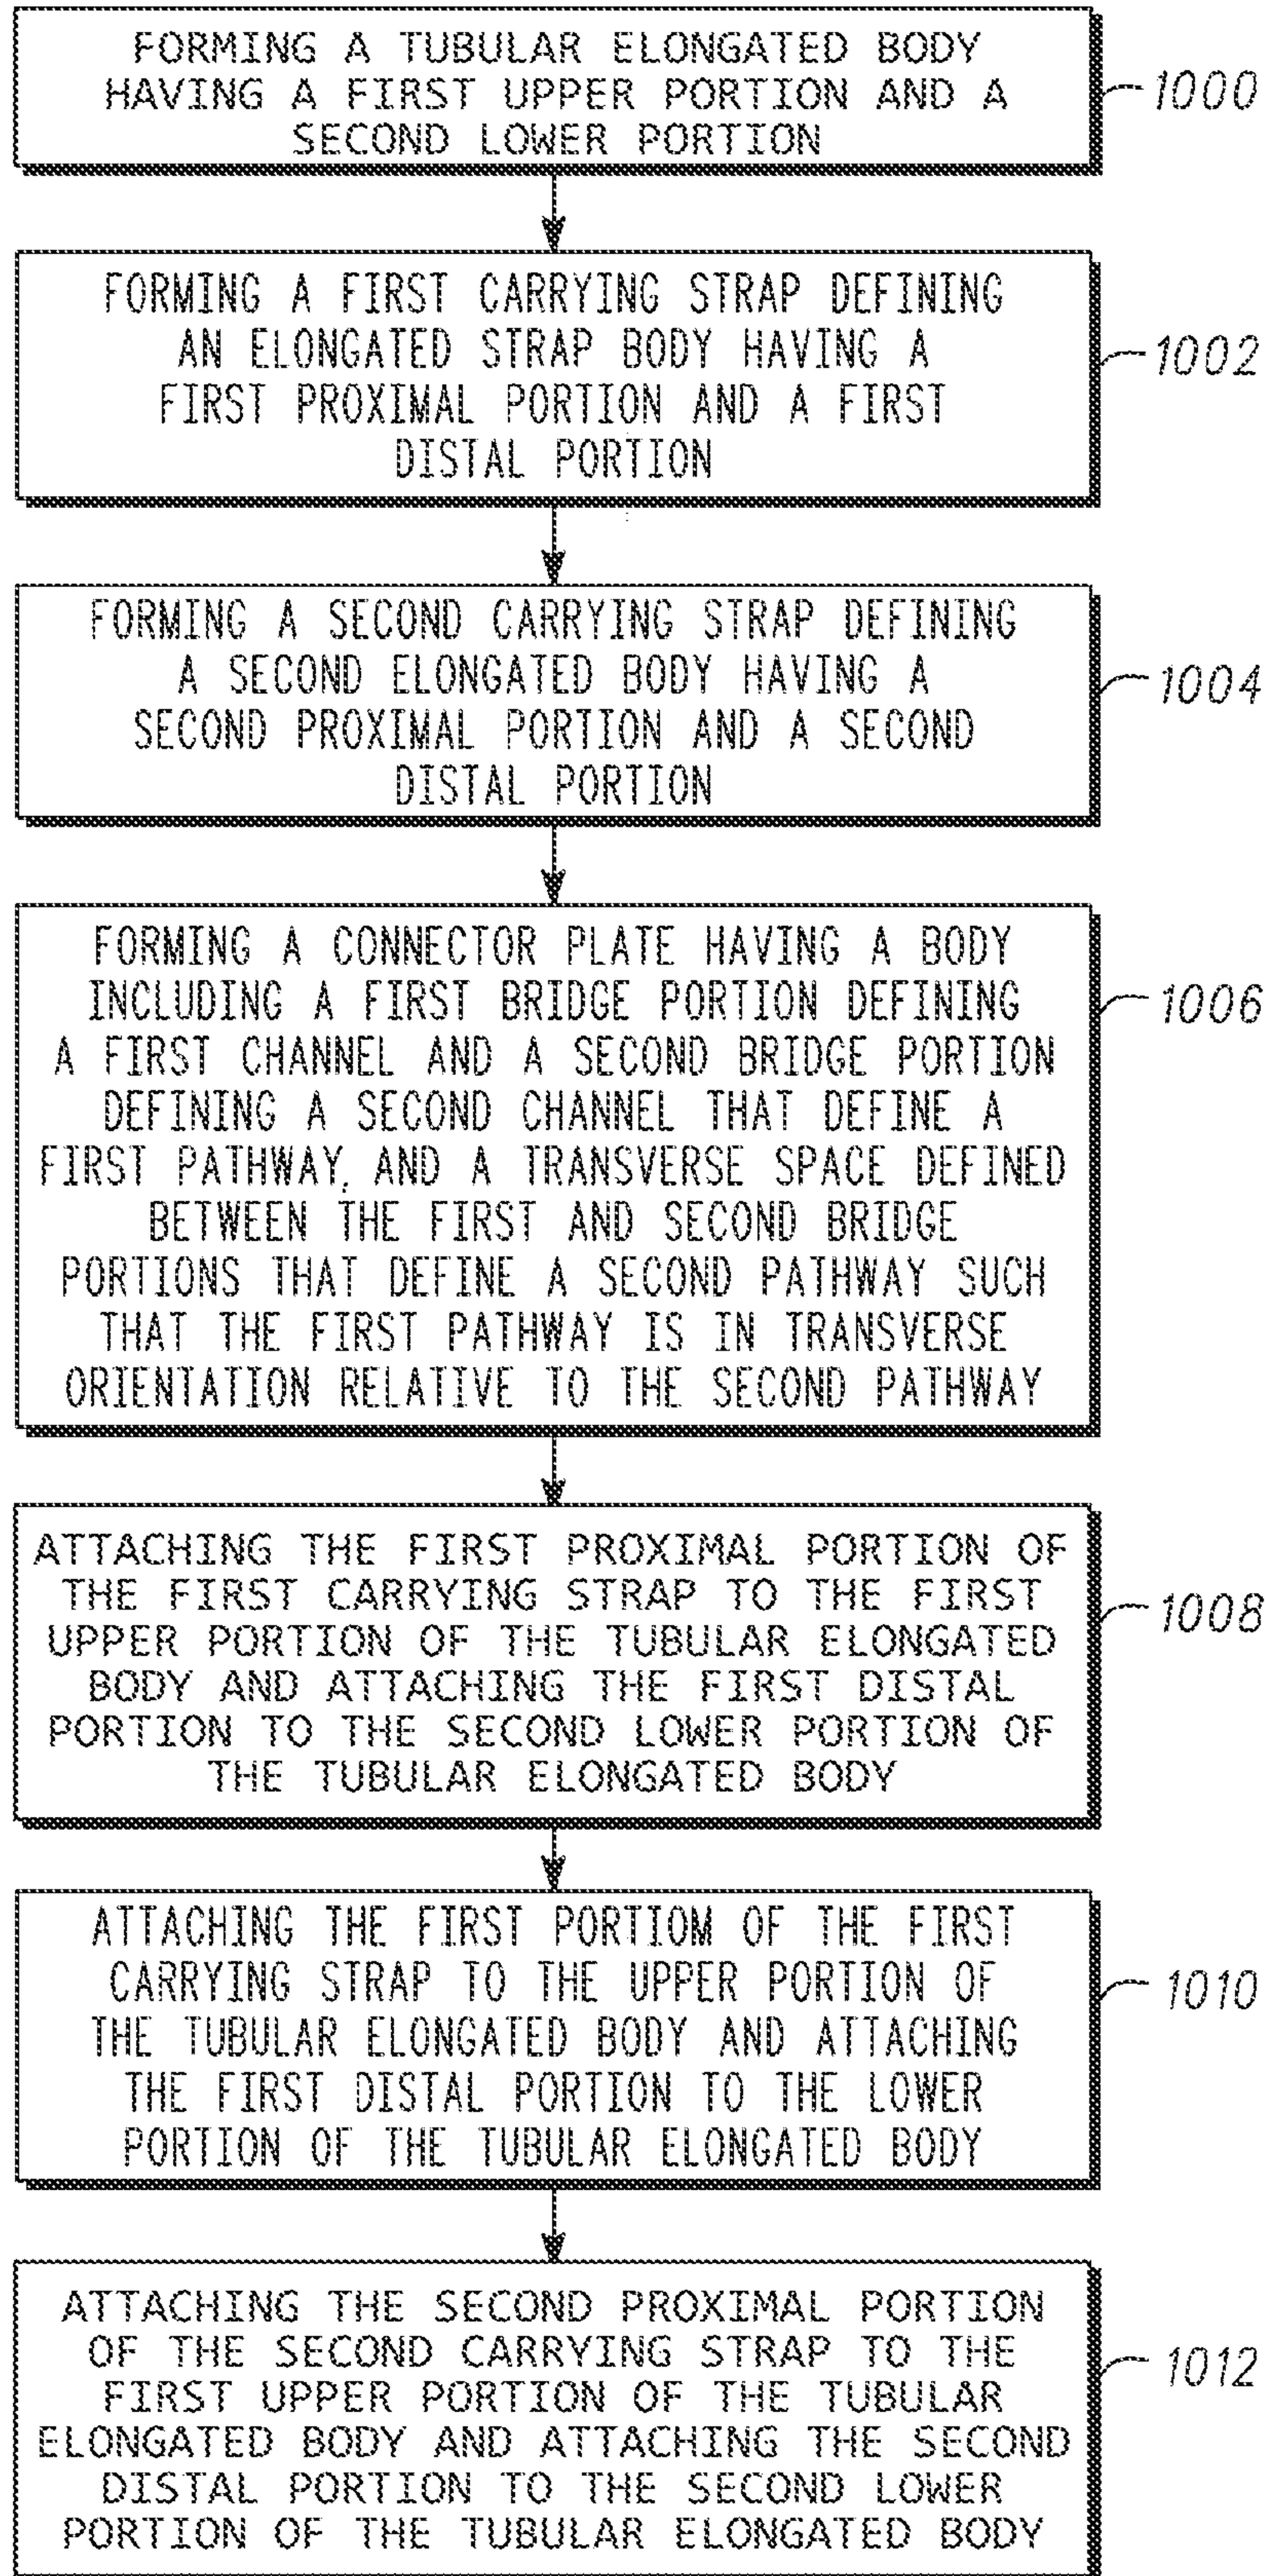 FORMING A TUBULAR ELONGATED BODY
HAVING A FIRST UPPER PORTION AND A
SECOND LOWER PORTION
1000
FORMING A FIRST CARRYING STRAP DEFINING
AN ELONGATED STRAP BODY HAVING A
FIRST PROXIMAL PORTION AND A FIRST
DISTAL PORTION
1002
FORMING A SECOND CARRYING STRAP DEFINING
A SECOND ELONGATED BODY HAVING A
SECOND PROXIMAL PORTION AND A SECOND
DISTAL PORTION
1004
FORMING A CONNECTOR PLATE HAVING A BODY
INCLUDING A FIRST BRIDGE PORTION DEFINING
A FIRST CHANNEL AND A SECOND BRIDGE PORTION
DEFINING A SECOND CHANNEL THAT DEFINE A
FIRST PATHWAY, AND A TRANSVERSE SPACE DEFINED
BETWEEN THE FIRST AND SECOND BRIDGE
PORTIONS THAT DEFINE A SECOND PATHWAY SUCH
THAT THE FIRST PATHWAY IS IN TRANSVERSE
ORIENTATION RELATIVE TO THE SECOND PATHWAY
1006
ATTACHING THE FIRST PROXIMAL PORTION OF
THE FIRST CARRYING STRAP TO THE FIRST
UPPER PORTION OF THE TUBULAR ELONGATED
BODY AND ATTACHING THE FIRST DISTAL
PORTION TO THE SECOND LOWER PORTION OF
THE TUBULAR ELONGATED BODY
1008
ATTACHING THE FIRST PORTIOM OF THE FIRST
CARRYING STRAP TO THE UPPER PORTION OF
THE TUBULAR ELONGATED BODY AND ATTACHING
THE FIRST DISTAL PORTION TO THE LOWER
PORTION OF THE TUBULAR ELONGATED BODY
1010
ATTACHING THE SECOND PROXIMAL PORTION
OF THE SECOND CARRYING STRAP TO THE
FIRST UPPER PORTION OF THE TUBULAR
ELONGATED BODY AND ATTACHING THE SECOND
DISTAL PORTION TO THE SECOND LOWER
PORTION OF THE TUBULAR ELONGATED BODY
1012